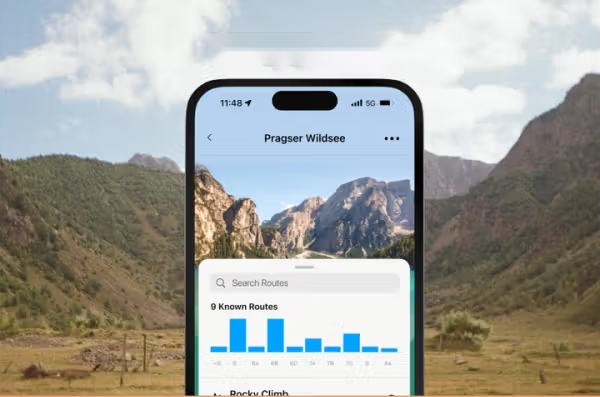 11:48 5G
Pragser Wildsee
Search Routes
9 Known Routes
Rocky Climb